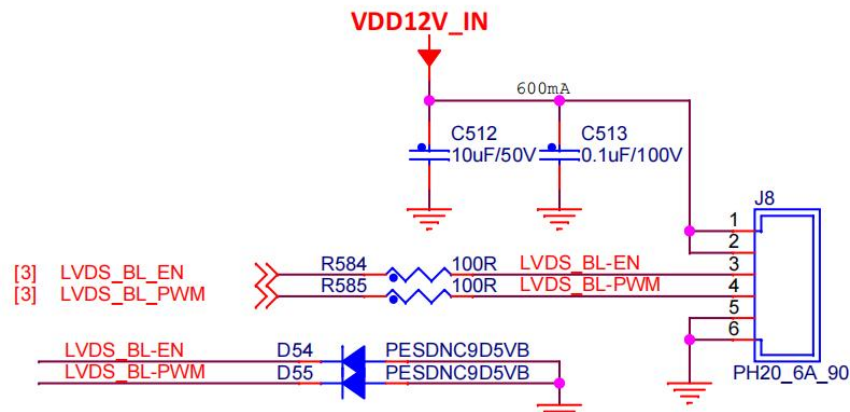 VDD12V_IN
600mA
C512
10uF/50V
C513
0.1uF/100V
J8
1
2
[3] LVDS_BL_EN R584 100R LVDS_BL-EN 3
[3] LVDS_BL_PWM R585 100R LVDS_BL-PWM 4
5
6
LVDS_BL-EN D54 PESDNC9D5VB
LVDS_BL-PWM D55 PESDNC9D5VB
PH20_6A_90